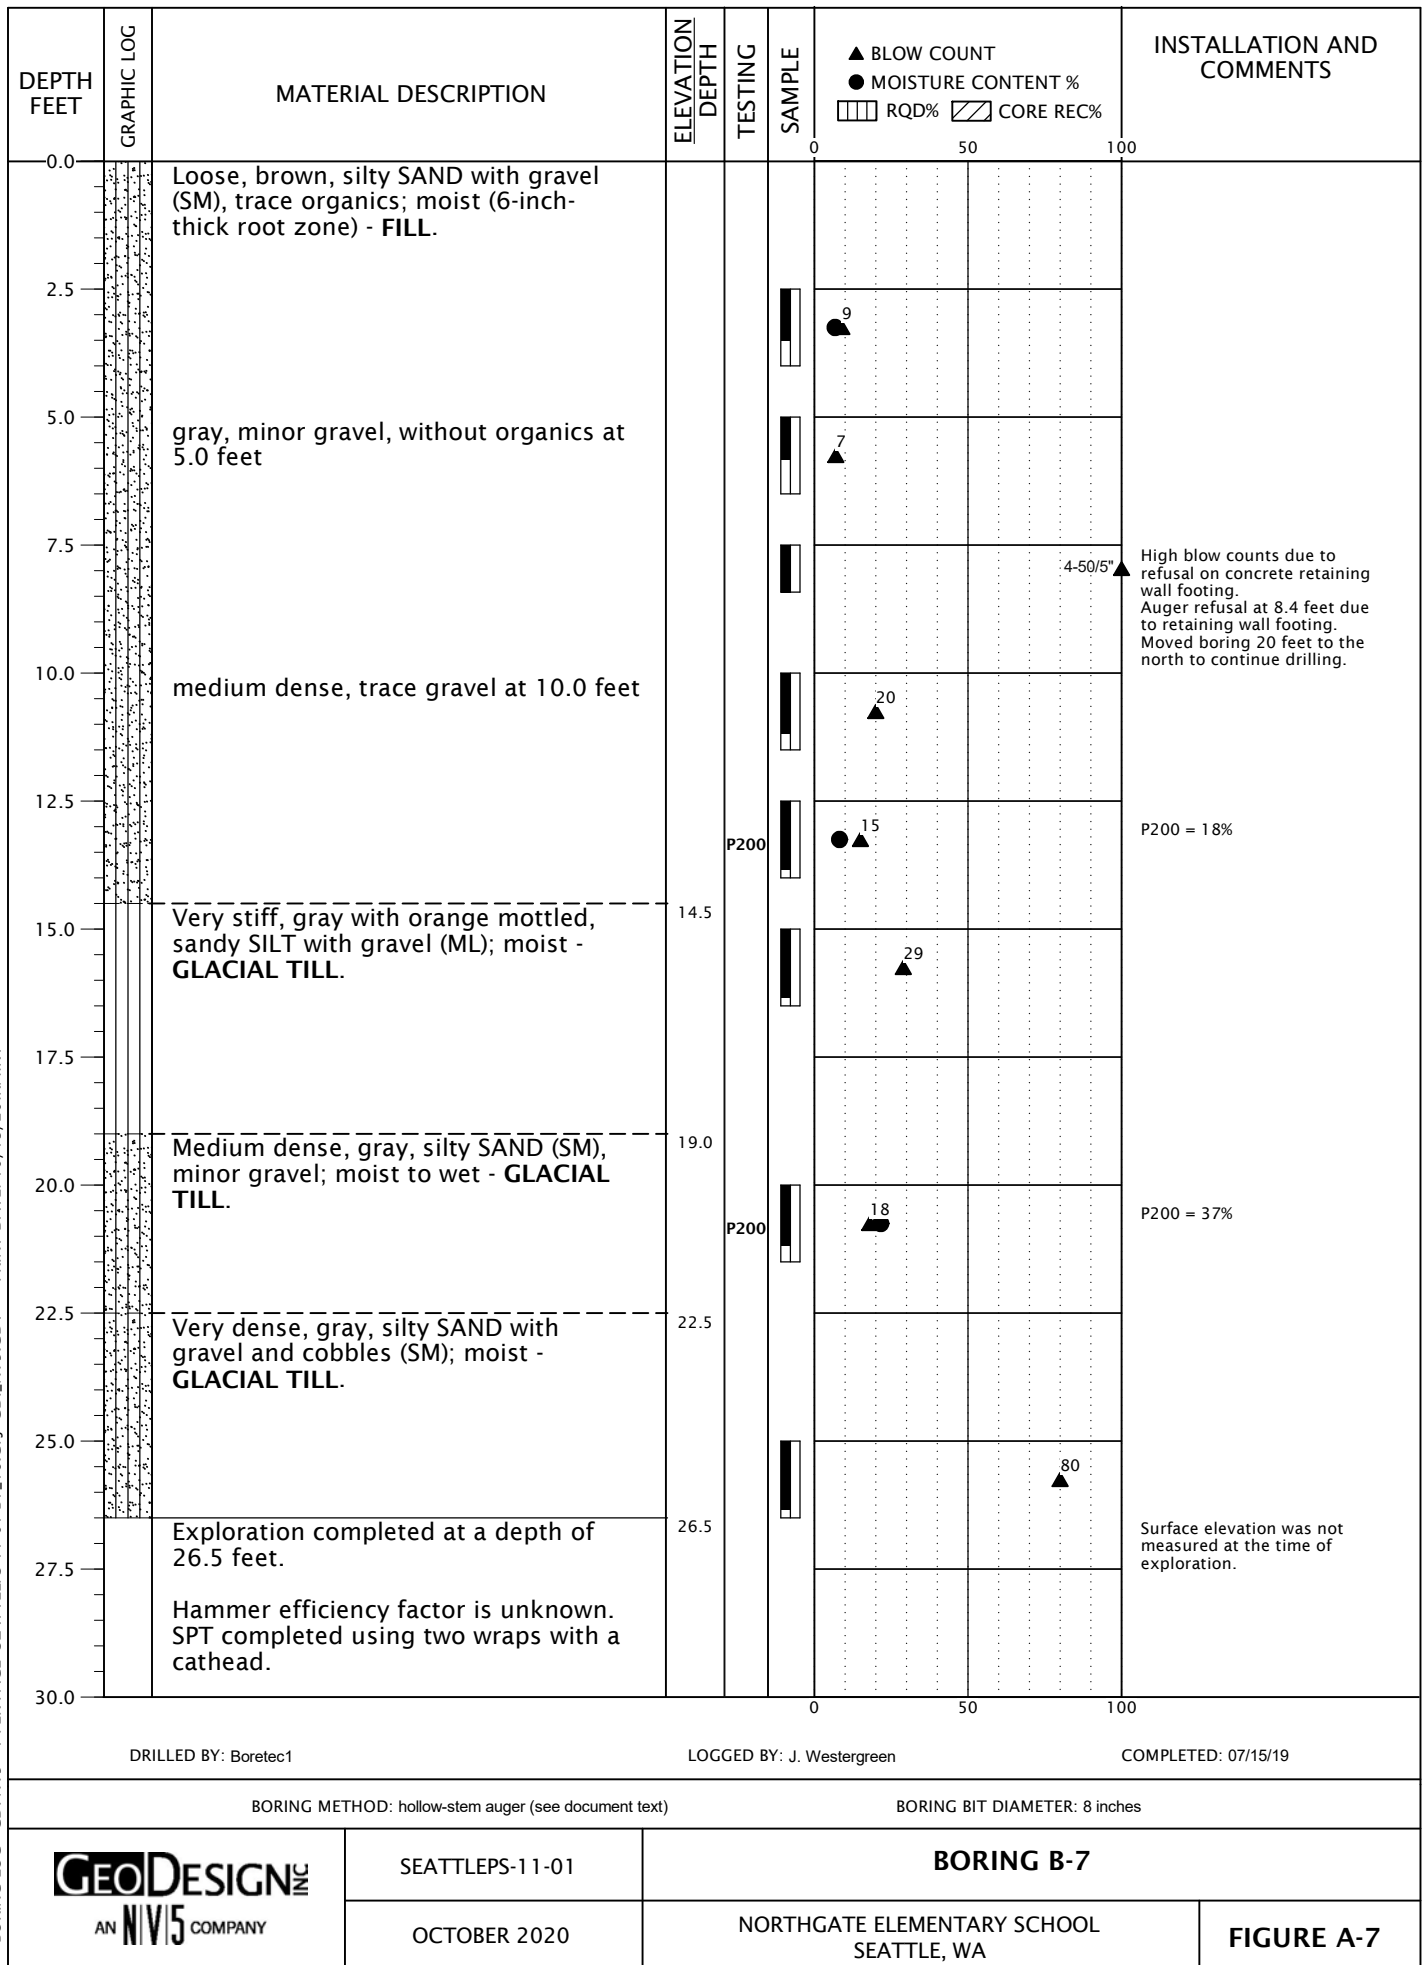 DEPTH
FEET
GRAPHIC LOG
MATERIAL DESCRIPTION
ELEVATION
DEPTH
TESTING
SAMPLE
▲ BLOW COUNT
● MOISTURE CONTENT %
RQD% CORE REC%
INSTALLATION AND
COMMENTS
0 50 100
0.0
Loose, brown, silty SAND with gravel
(SM), trace organics; moist (6-inch-
thick root zone) - FILL.
2.5
9
5.0
gray, minor gravel, without organics at
5.0 feet
7
7.5
4-50/5"
High blow counts due to
refusal on concrete retaining
wall footing.
Auger refusal at 8.4 feet due
to retaining wall footing.
Moved boring 20 feet to the
north to continue drilling.
10.0
medium dense, trace gravel at 10.0 feet
20
12.5
P200
15
P200 = 18%
14.5
15.0
Very stiff, gray with orange mottled,
sandy SILT with gravel (ML); moist -
GLACIAL TILL.
29
17.5
19.0
Medium dense, gray, silty SAND (SM),
minor gravel; moist to wet - GLACIAL
TILL.
20.0
P200
18
P200 = 37%
22.5
22.5
Very dense, gray, silty SAND with
gravel and cobbles (SM); moist -
GLACIAL TILL.
25.0
80
26.5
Exploration completed at a depth of
26.5 feet.
Surface elevation was not
measured at the time of
exploration.
27.5
Hammer efficiency factor is unknown.
SPT completed using two wraps with a
cathead.
30.0
0 50 100
DRILLED BY: Boretec1
LOGGED BY: J. Westergreen
COMPLETED: 07/15/19
BORING METHOD: hollow-stem auger (see document text)
BORING BIT DIAMETER: 8 inches
GEODESIGN INC
AN NV5 COMPANY
SEATTLEPS-11-01
BORING B-7
OCTOBER 2020
NORTHGATE ELEMENTARY SCHOOL
SEATTLE, WA
FIGURE A-7